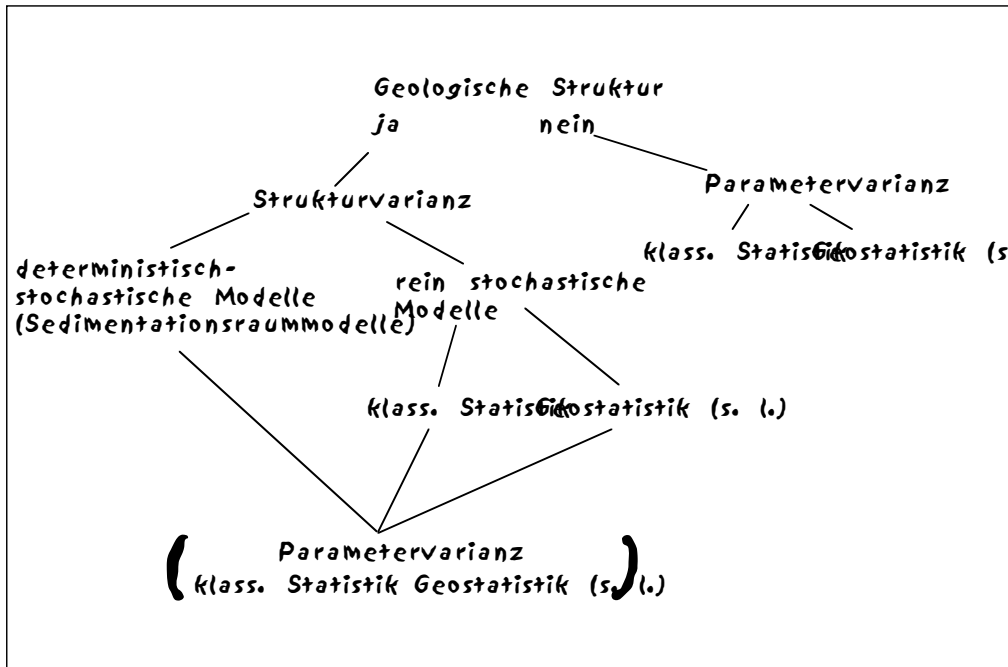 Geologische Struktur
ja nein
Parametervarianz
Strukturvarianz
klass. Statistik Geostatistik (s
deterministisch-
stochastische Modelle
(Sedimentationsraummodelle)
rein stochastische
Modelle
klass. Statistik Geostatistik (s. l.)
Parametervarianz
klass. Statistik Geostatistik (s. l.)